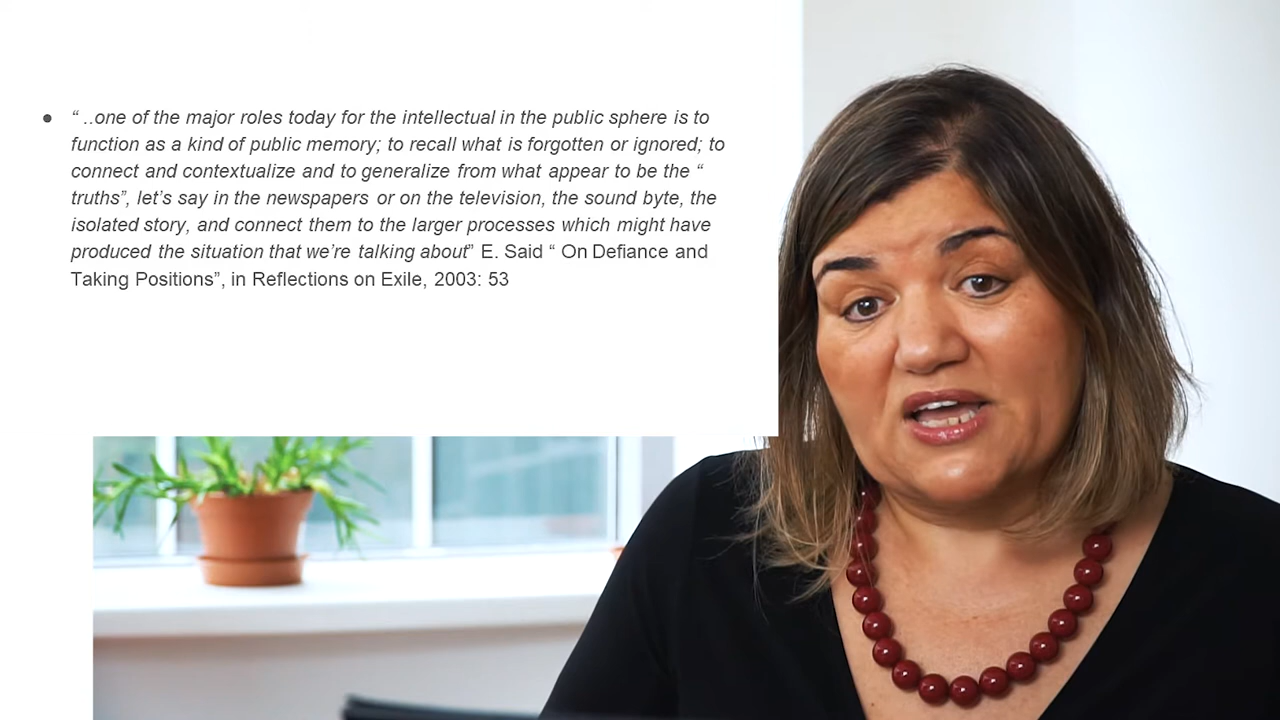 ● “ ..one of the major roles today for the intellectual in the public sphere is to
function as a kind of public memory; to recall what is forgotten or ignored; to
connect and contextualize and to generalize from what appear to be the “
truths”, let’s say in the newspapers or on the television, the sound byte, the
isolated story, and connect them to the larger processes which might have
produced the situation that we’re talking about” E. Said “ On Defiance and
Taking Positions”, in Reflections on Exile, 2003: 53